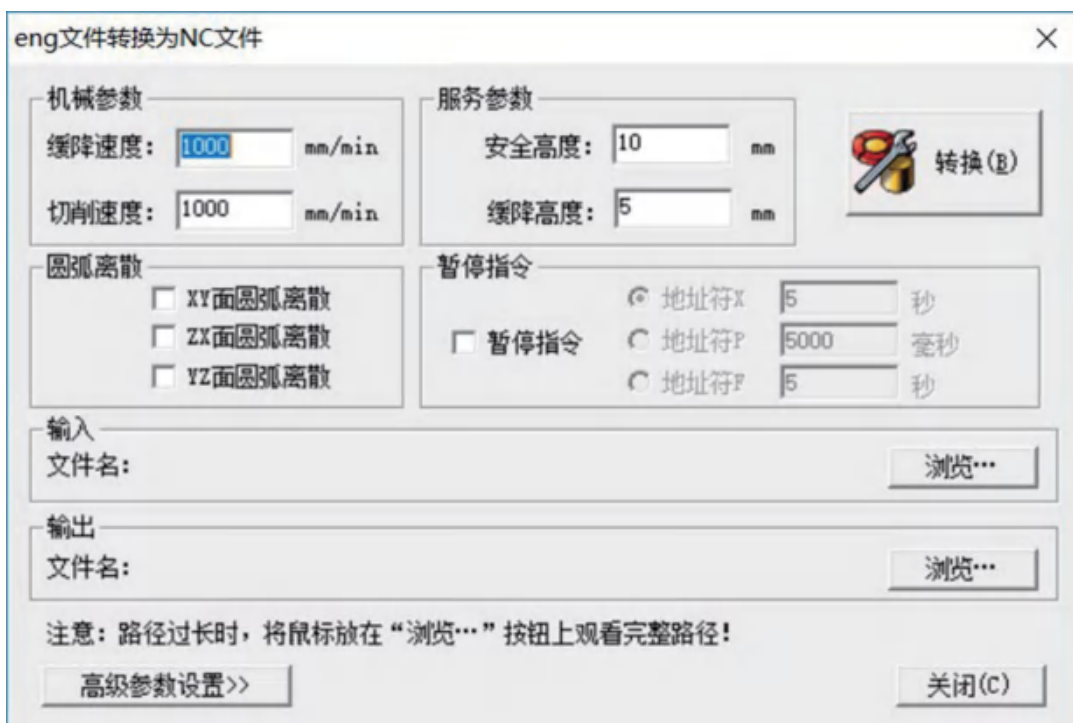 eng文件转换为NC文件
机械参数
缓降速度: 1000 mm/min
切削速度: 1000 mm/min
服务参数
安全高度: 10 mm
缓降高度: 5 mm
转换(B)
圆弧离散
XY面圆弧离散
ZX面圆弧离散
YZ面圆弧离散
暂停指令
暂停指令
地址符X 5 秒
地址符P 5000 毫秒
地址符F 5 秒
输入
文件名: 浏览…
输出
文件名: 浏览…
注意: 路径过长时, 将鼠标放在“浏览…”按钮上观看完整路径!
高级参数设置>> 关闭(C)